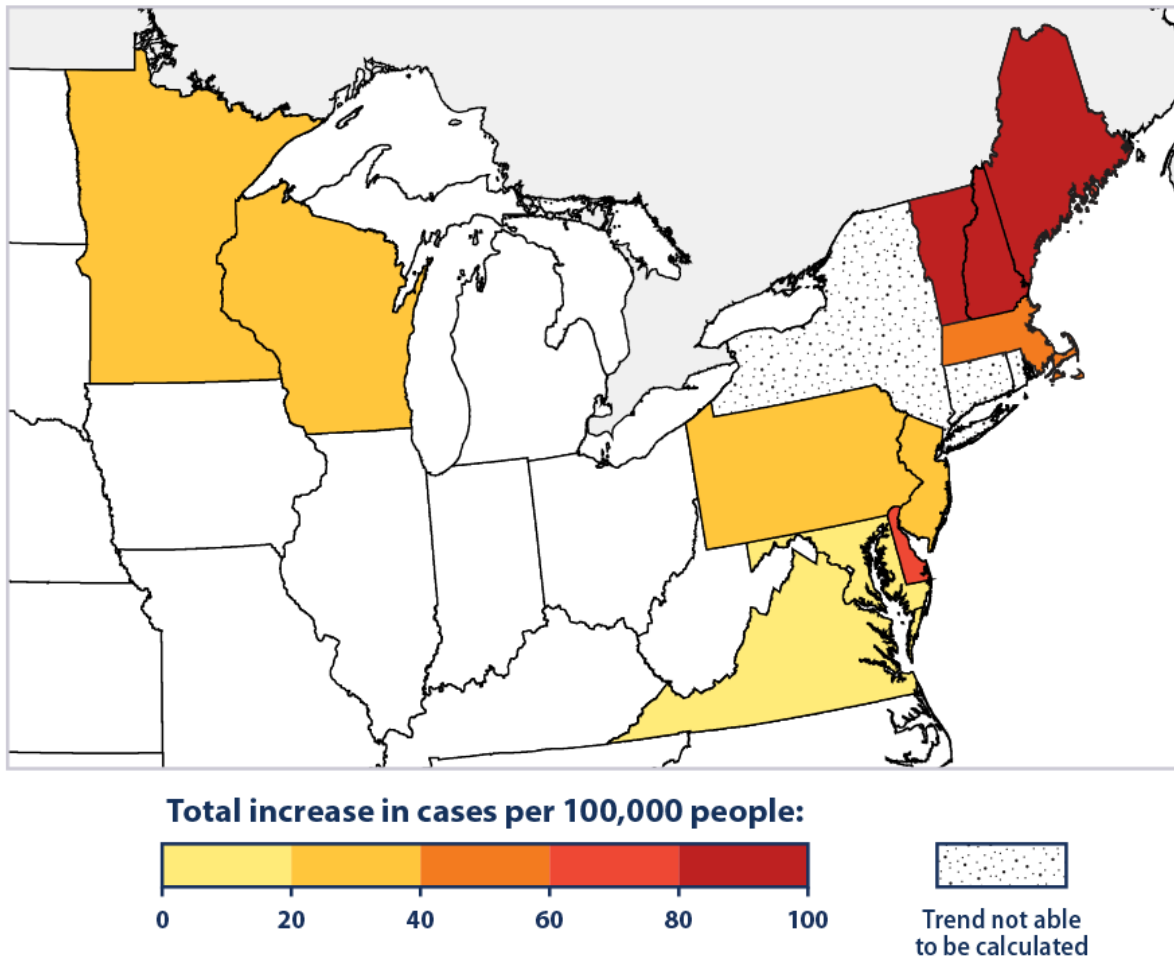 Total increase in cases per 100,000 people:
0 20 40 60 80 100
Trend not able
to be calculated